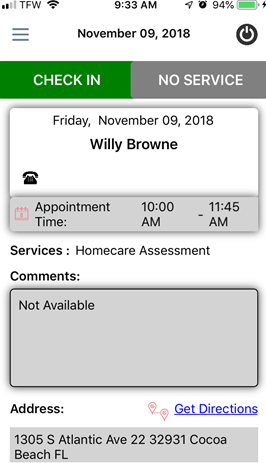 TFW 9:33 AM 94%
November 09, 2018
CHECK IN NO SERVICE
Friday, November 09, 2018
Willy Browne
Appointment Time: 10:00 AM - 11:45 AM
Services : Homecare Assessment
Comments:
Not Available
Address: Get Directions
1305 S Atlantic Ave 22 32931 Cocoa
Beach FL